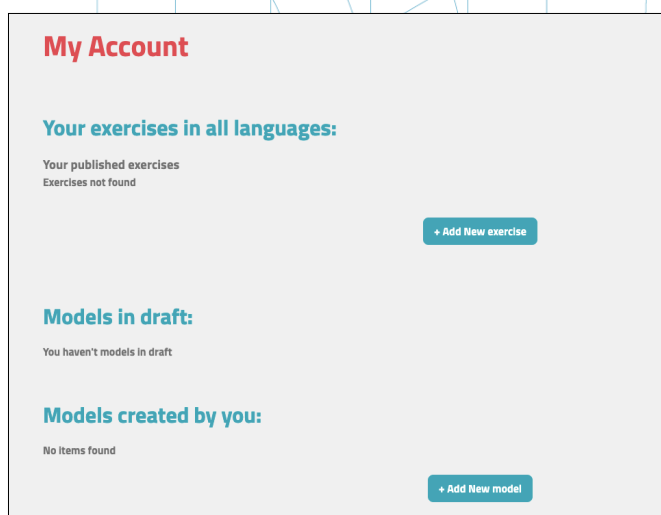 My Account
Your exercises in all languages:
Your published exercises
Exercises not found
+ Add New exercise
Models in draft:
You haven't models in draft
Models created by you:
No items found
+ Add New model